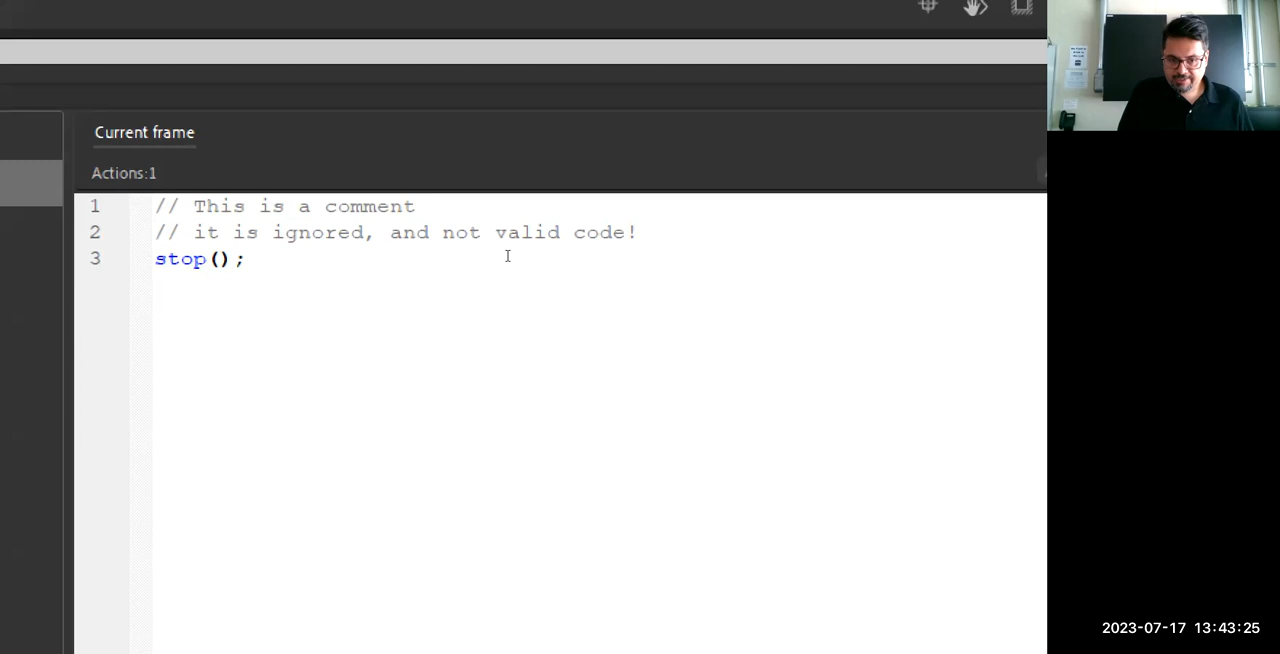 Current frame
Actions:1
1 // This is a comment
2 // it is ignored, and not valid code!
3 stop();
2023-07-17 13:43:25